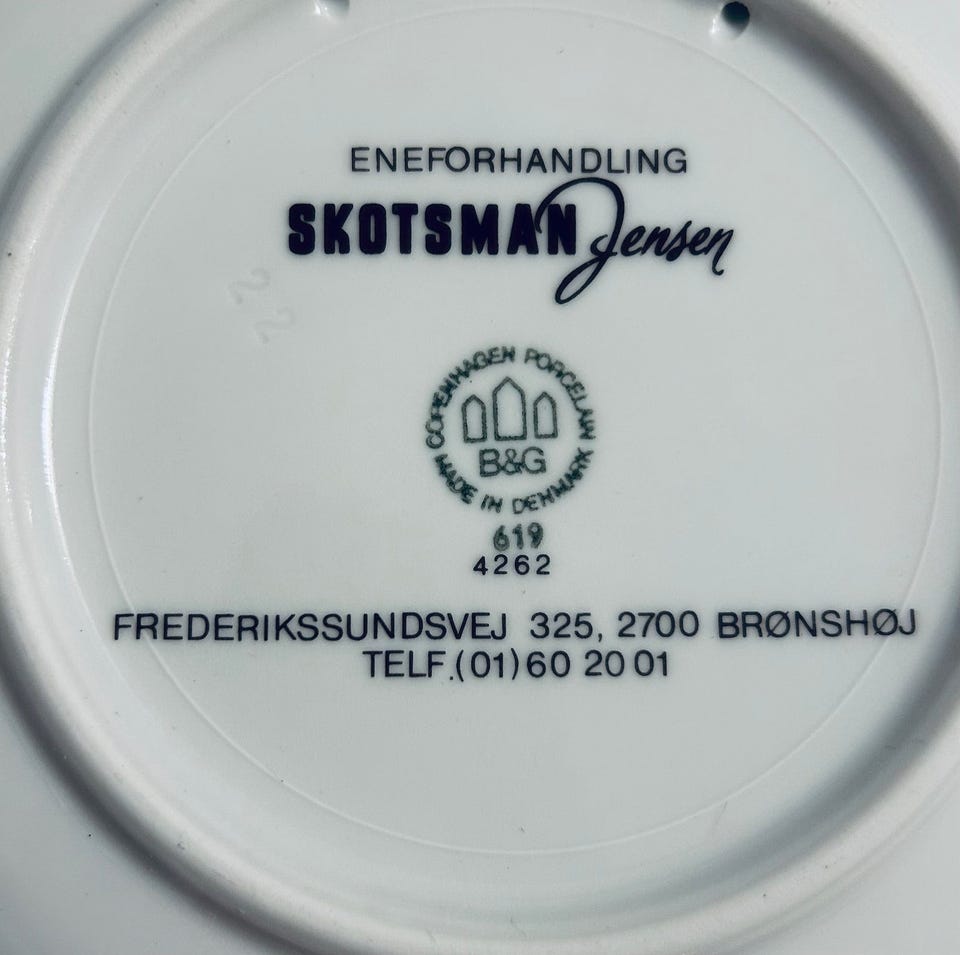 ENEFORHANDLING
SKOTSMAN Jensen
22
COPENHAGEN PORCELAIN
B&G
MADE IN DENMARK
619
4262
FREDERIKSSUNDSVEJ 325, 2700 BRØNSHØJ
TELF.(01) 60 20 01